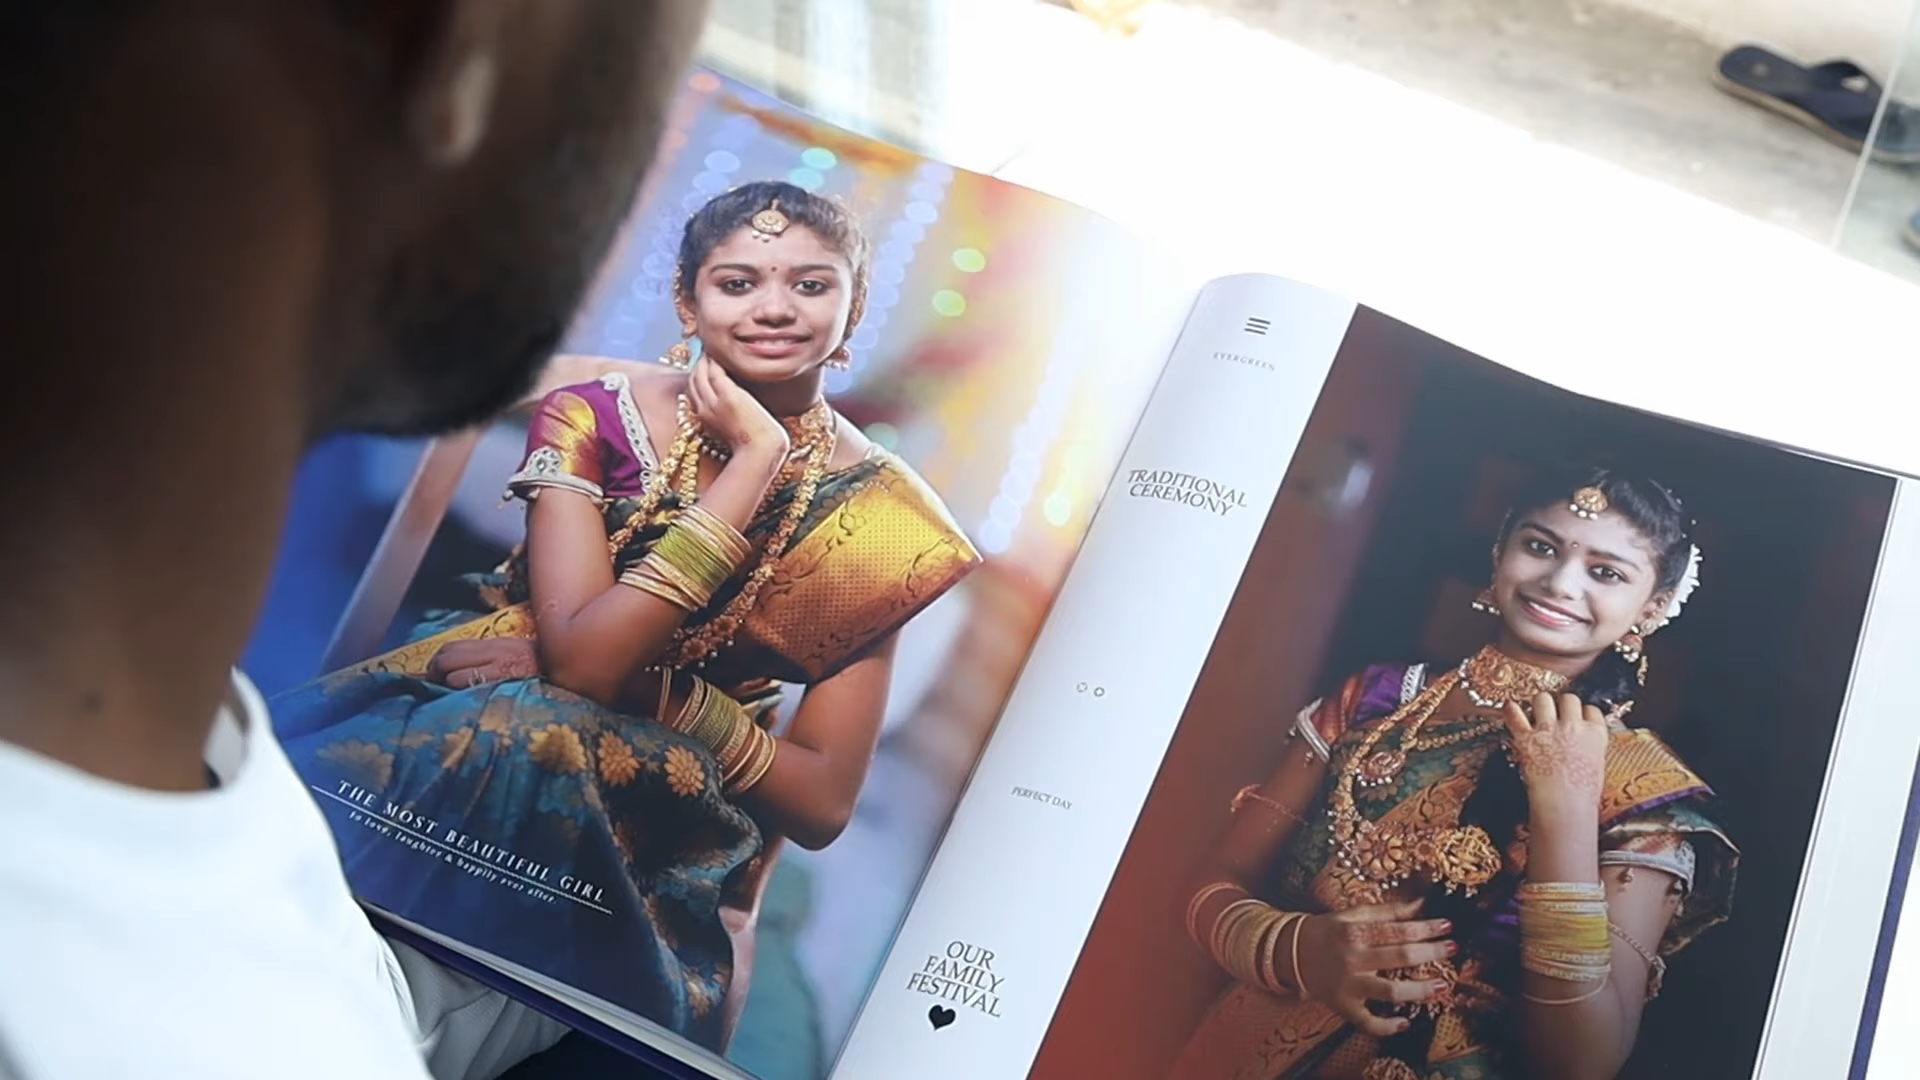 THE MOST BEAUTIFUL GIRL
to love, laughter & happily ever after.
EVERGREEN
TRADITIONAL
CEREMONY
PERFECT DAY
OUR
FAMILY
FESTIVAL